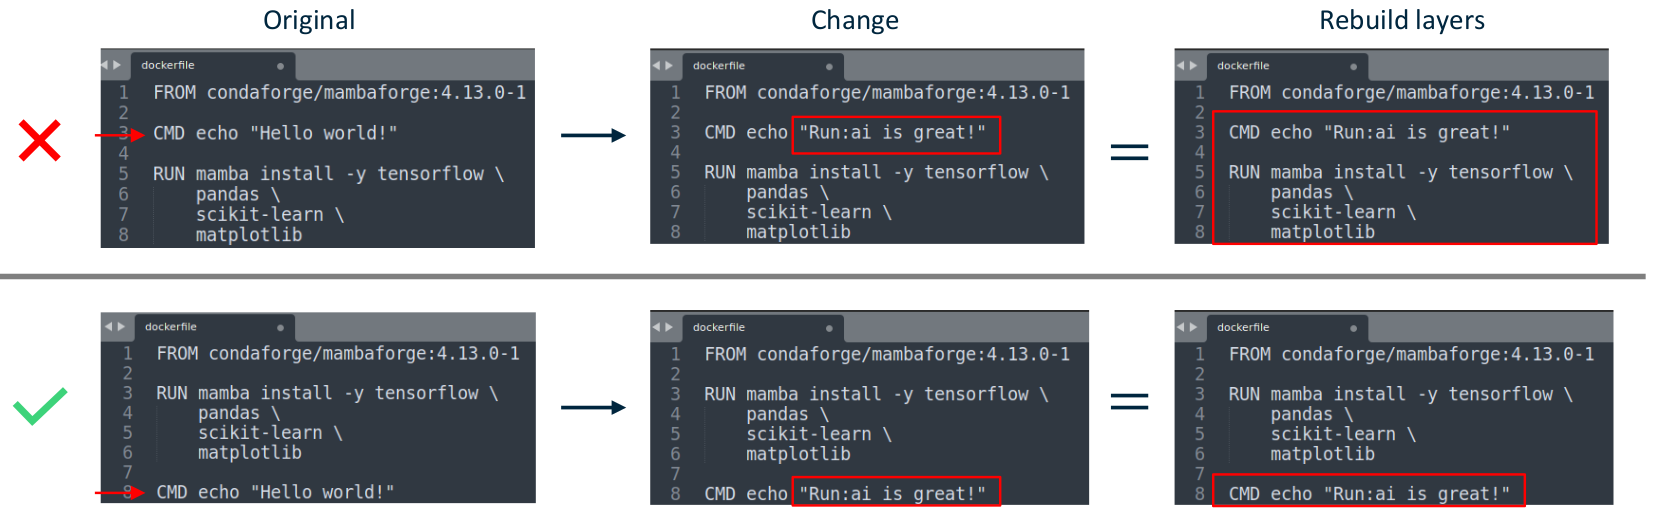 Original
Change
Rebuild layers
dockerfile
1 FROM condaforge/mambaforge:4.13.0-1
2
3 CMD echo "Hello world!"
4
5 RUN mamba install -y tensorflow \
6 pandas \
7 scikit-learn \
8 matplotlib
dockerfile
1 FROM condaforge/mambaforge:4.13.0-1
2
3 CMD echo "Run:ai is great!"
4
5 RUN mamba install -y tensorflow \
6 pandas \
7 scikit-learn \
8 matplotlib
dockerfile
1 FROM condaforge/mambaforge:4.13.0-1
2
3 CMD echo "Run:ai is great!"
4
5 RUN mamba install -y tensorflow \
6 pandas \
7 scikit-learn \
8 matplotlib
dockerfile
1 FROM condaforge/mambaforge:4.13.0-1
2
3 RUN mamba install -y tensorflow \
4 pandas \
5 scikit-learn \
6 matplotlib
7
8 CMD echo "Hello world!"
dockerfile
1 FROM condaforge/mambaforge:4.13.0-1
2
3 RUN mamba install -y tensorflow \
4 pandas \
5 scikit-learn \
6 matplotlib
7
8 CMD echo "Run:ai is great!"
dockerfile
1 FROM condaforge/mambaforge:4.13.0-1
2
3 RUN mamba install -y tensorflow \
4 pandas \
5 scikit-learn \
6 matplotlib
7
8 CMD echo "Run:ai is great!"